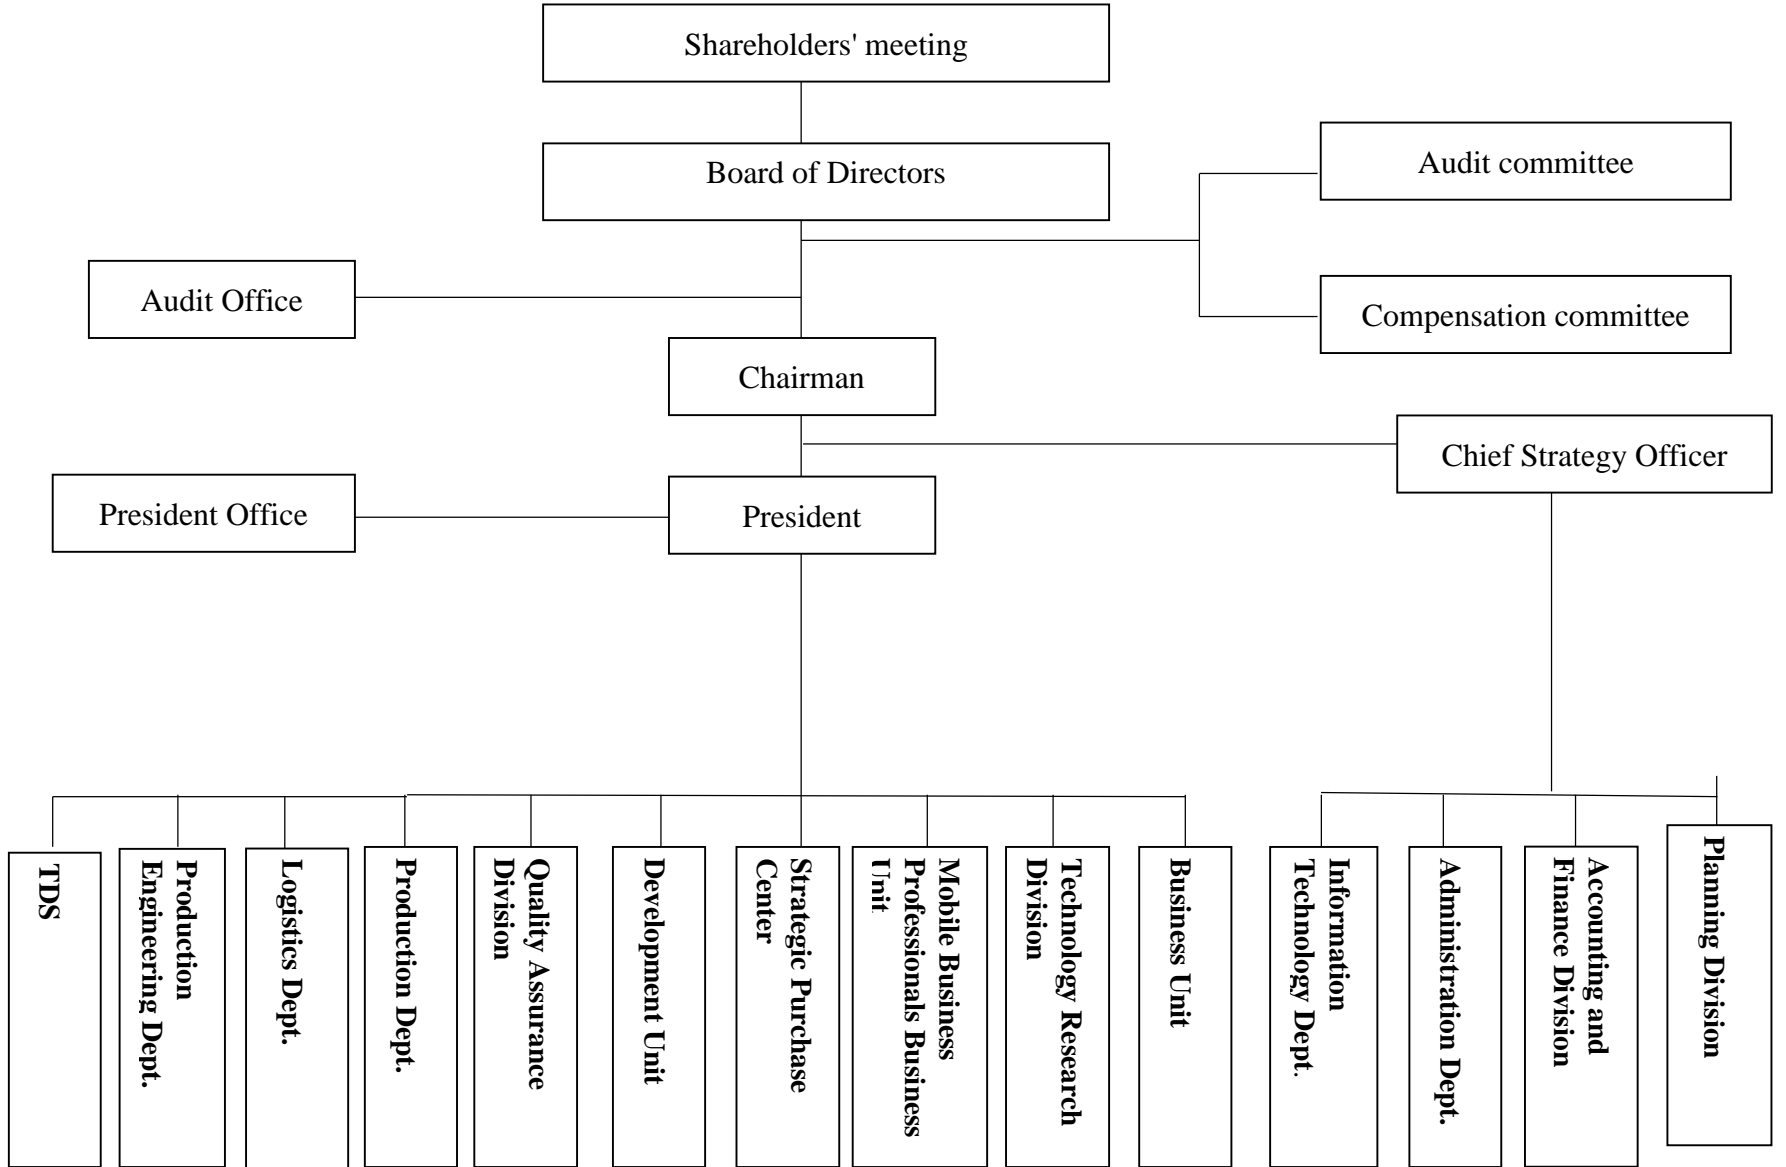 Shareholders' meeting
Board of Directors
Audit committee
Audit Office
Compensation committee
Chairman
Chief Strategy Officer
President Office
President
TDS
Production
Engineering Dept.
Logistics Dept.
Production Dept.
Quality Assurance
Division
Development Unit
Strategic Purchase
Center
Mobile Business
Professionals Business
Unit
Technology Research
Division
Business Unit
Information
Technology Dept.
Administration Dept.
Accounting and
Finance Division
Planning Division